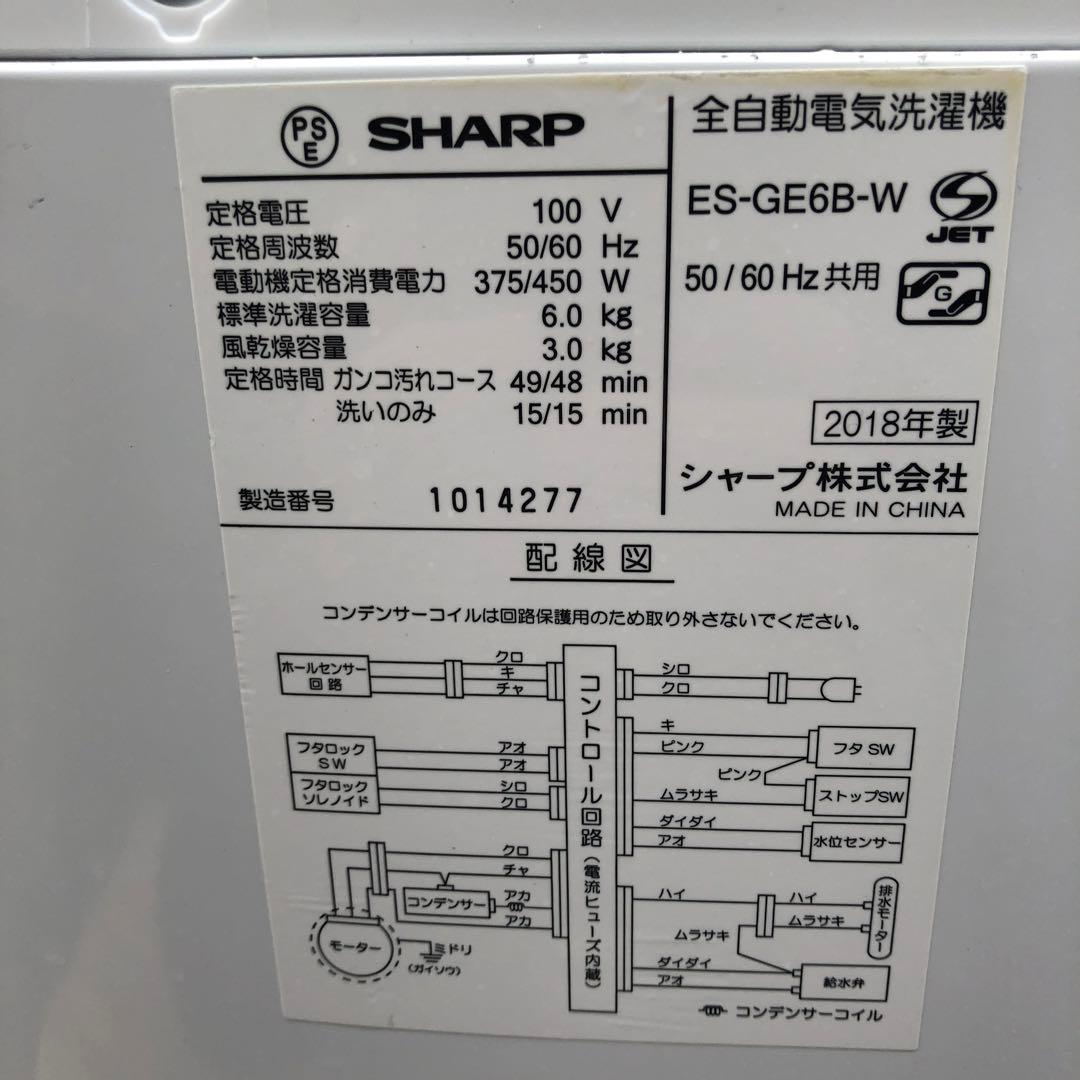 PSE SHARP
定格電圧 100 V
定格周波数 50/60 Hz
電動機定格消費電力 375/450 W
標準洗濯容量 6.0 kg
風乾燥容量 3.0 kg
定格時間 ガンコ汚れコース 49/48 min
洗いのみ 15/15 min
製造番号 1014277
全自動電気洗濯機
ES-GE6B-W
JET
50/60 Hz 共用
G
2018年製
シャープ株式会社
MADE IN CHINA
配線図
コンデンサーコイルは回路保護用のため取り外さないでください。
ホールセンサー
回路
クロ
キ
チャ
フタロック
SW
アオ
アオ
フタロック
ソレノイド
シロ
クロ
クロ
チャ
コンデンサー
アカ
アカ
モーター
ミドリ
(ガイソウ)
コントロール回路(電流ヒューズ内蔵)
シロ
クロ
キ
ピンク
フタ SW
ピンク
ムラサキ
ストップSW
ダイダイ
アオ
水位センサー
ハイ
ハイ
ムラサキ
排水モーター
ムラサキ
ダイダイ
アオ
給水弁
コンデンサーコイル